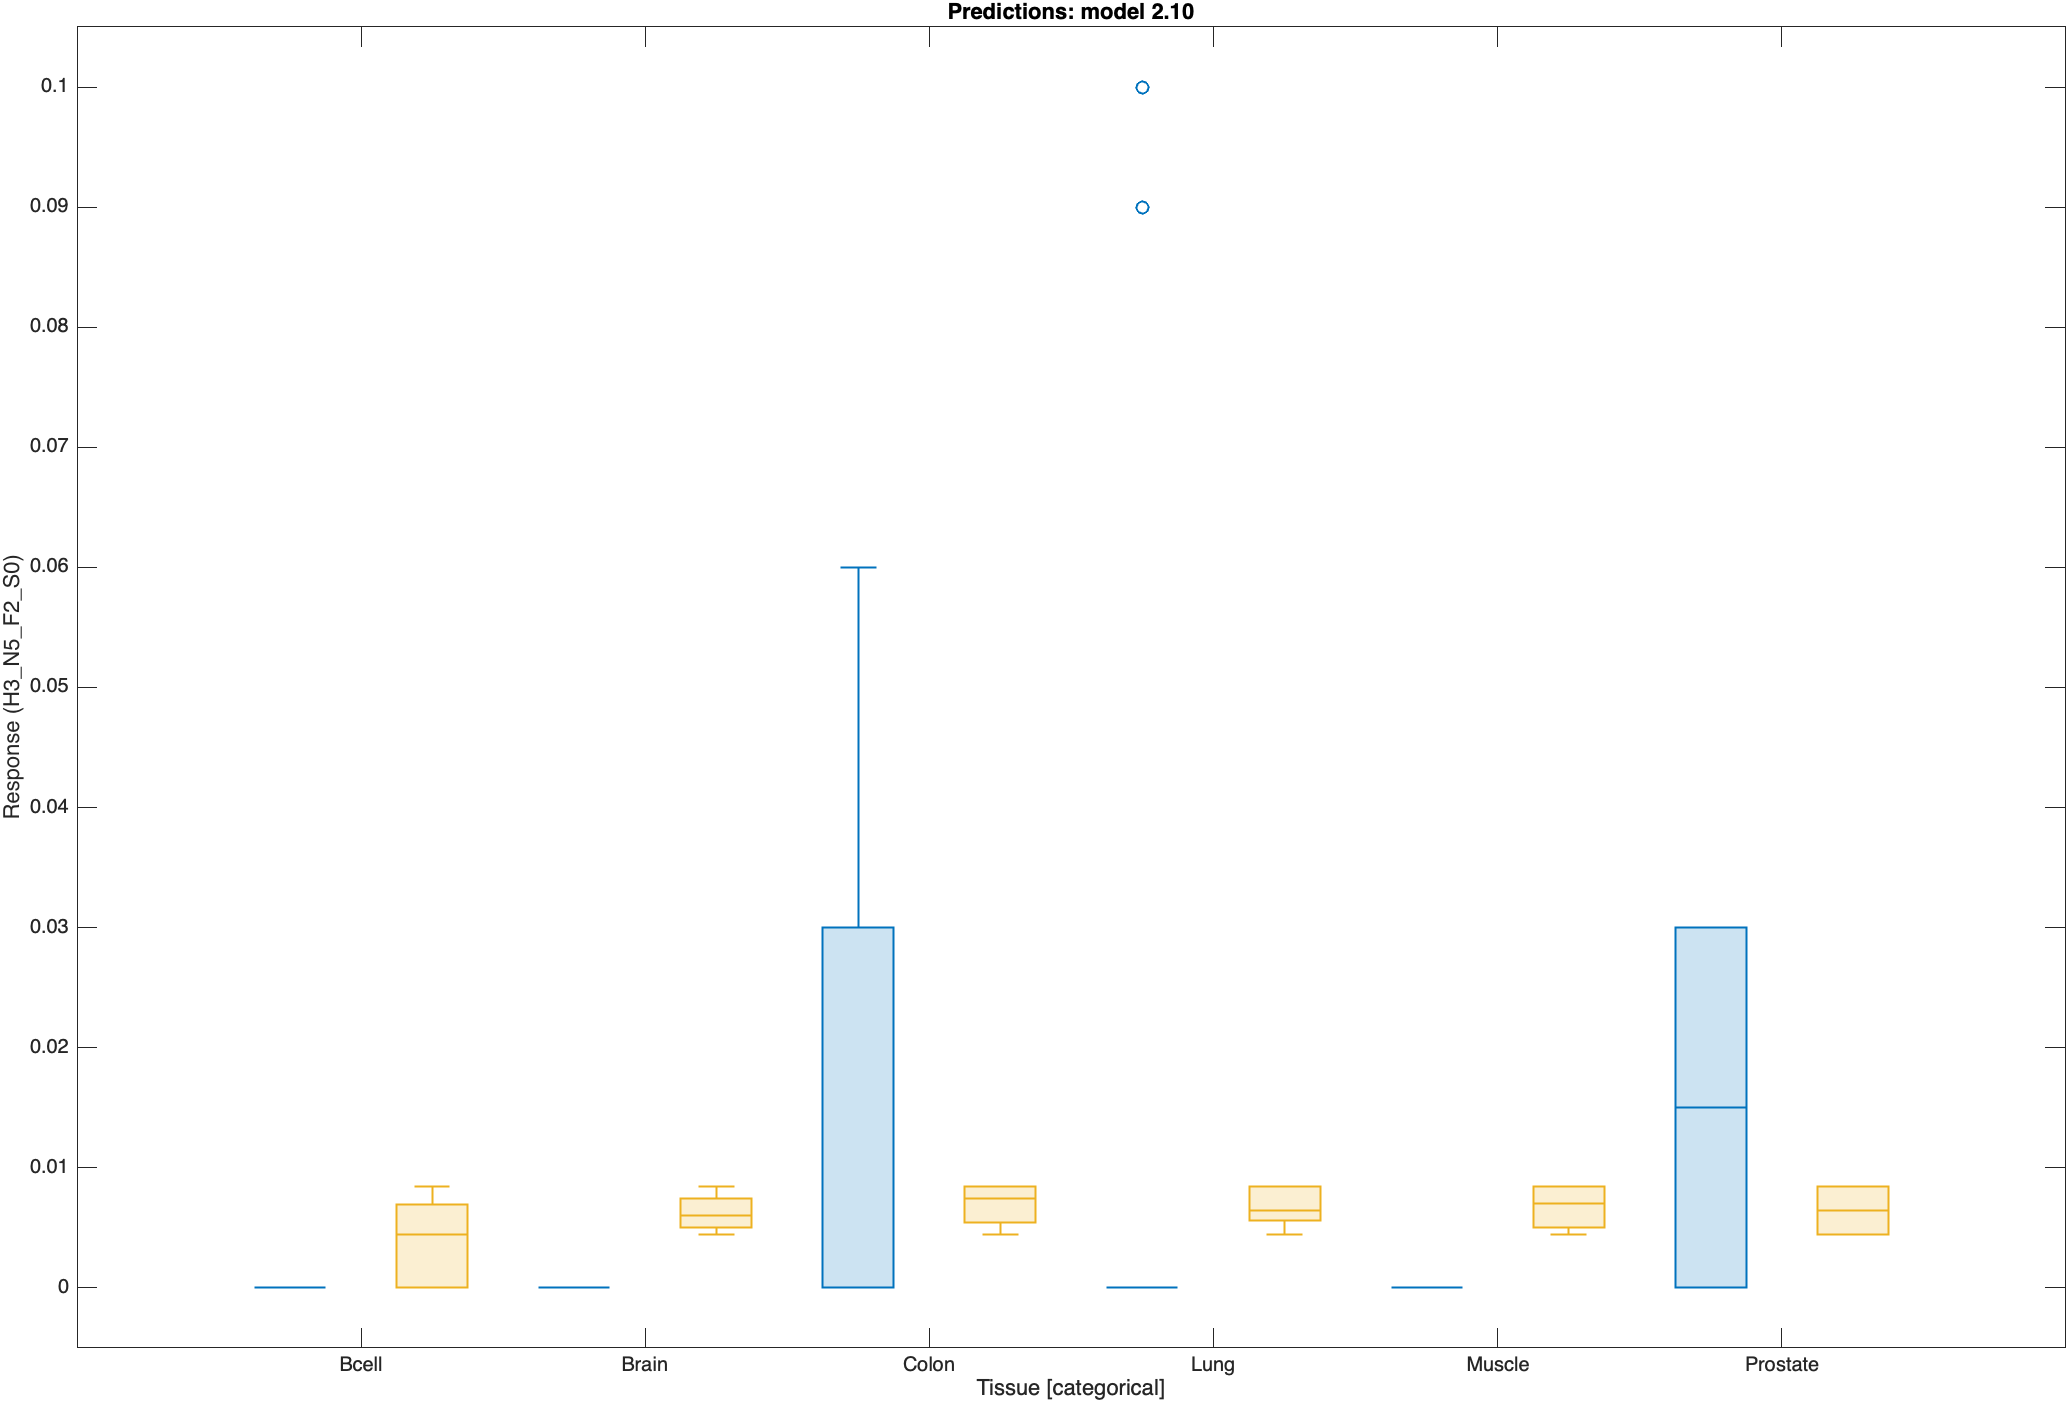 Predictions: model 2.10
0.1
0.09
0.08
0.07
0.06
0.05
0.04
0.03
0.02
0.01
0
Response (H3_N5_F2_S0)
Bcell Brain Colon Lung Muscle Prostate
Tissue [categorical]